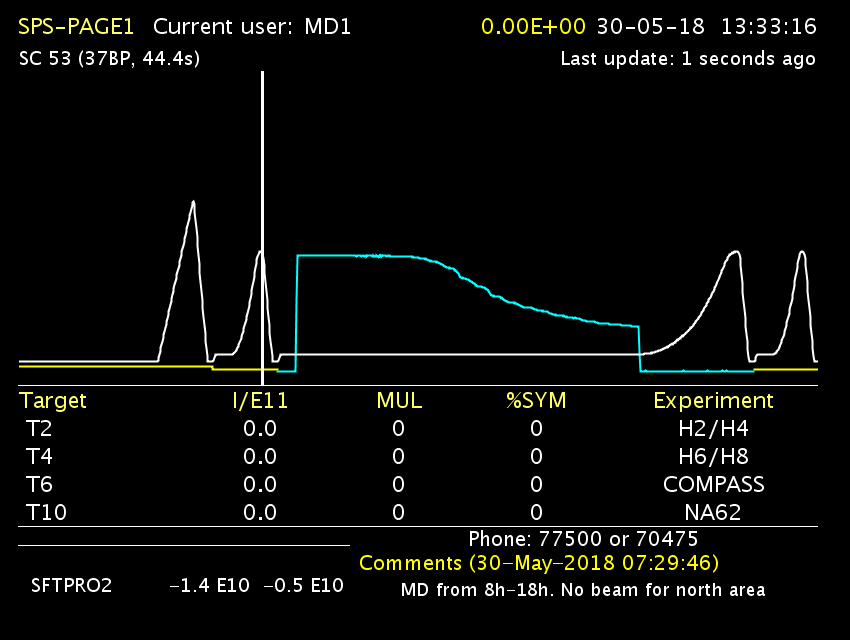 SPS-PAGE1 Current user: MD1 0.00E+00 30-05-18 13:33:16
SC 53 (37BP, 44.4s) Last update: 1 seconds ago
Target I/E11 MUL %SYM Experiment
T2 0.0 0 0 H2/H4
T4 0.0 0 0 H6/H8
T6 0.0 0 0 COMPASS
T10 0.0 0 0 NA62
Phone: 77500 or 70475
Comments (30-May-2018 07:29:46)
SFTPRO2 -1.4 E10 -0.5 E10
MD from 8h-18h. No beam for north area